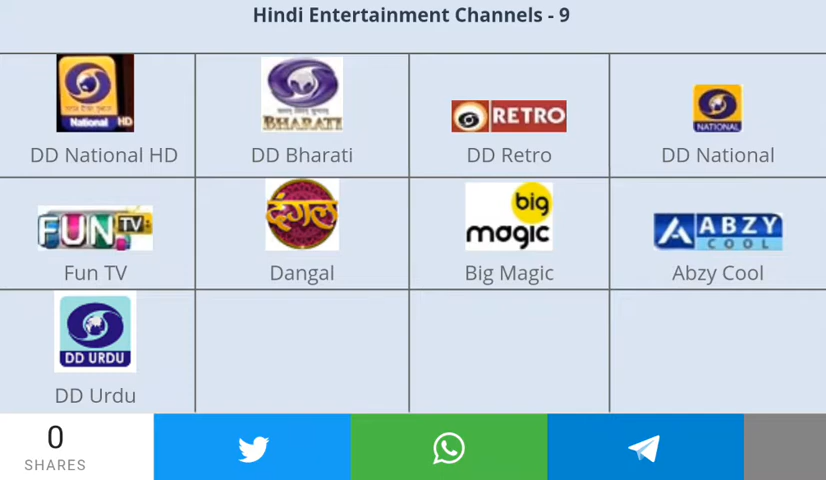 Hindi Entertainment Channels - 9
National HD
BHARATI
RETRO
NATIONAL
DD National HD
DD Bharati
DD Retro
DD National
FUN TV
दंगल
big
magic
ABZY
COOL
Fun TV
Dangal
Big Magic
Abzy Cool
DD URDU
DD Urdu
0
SHARES